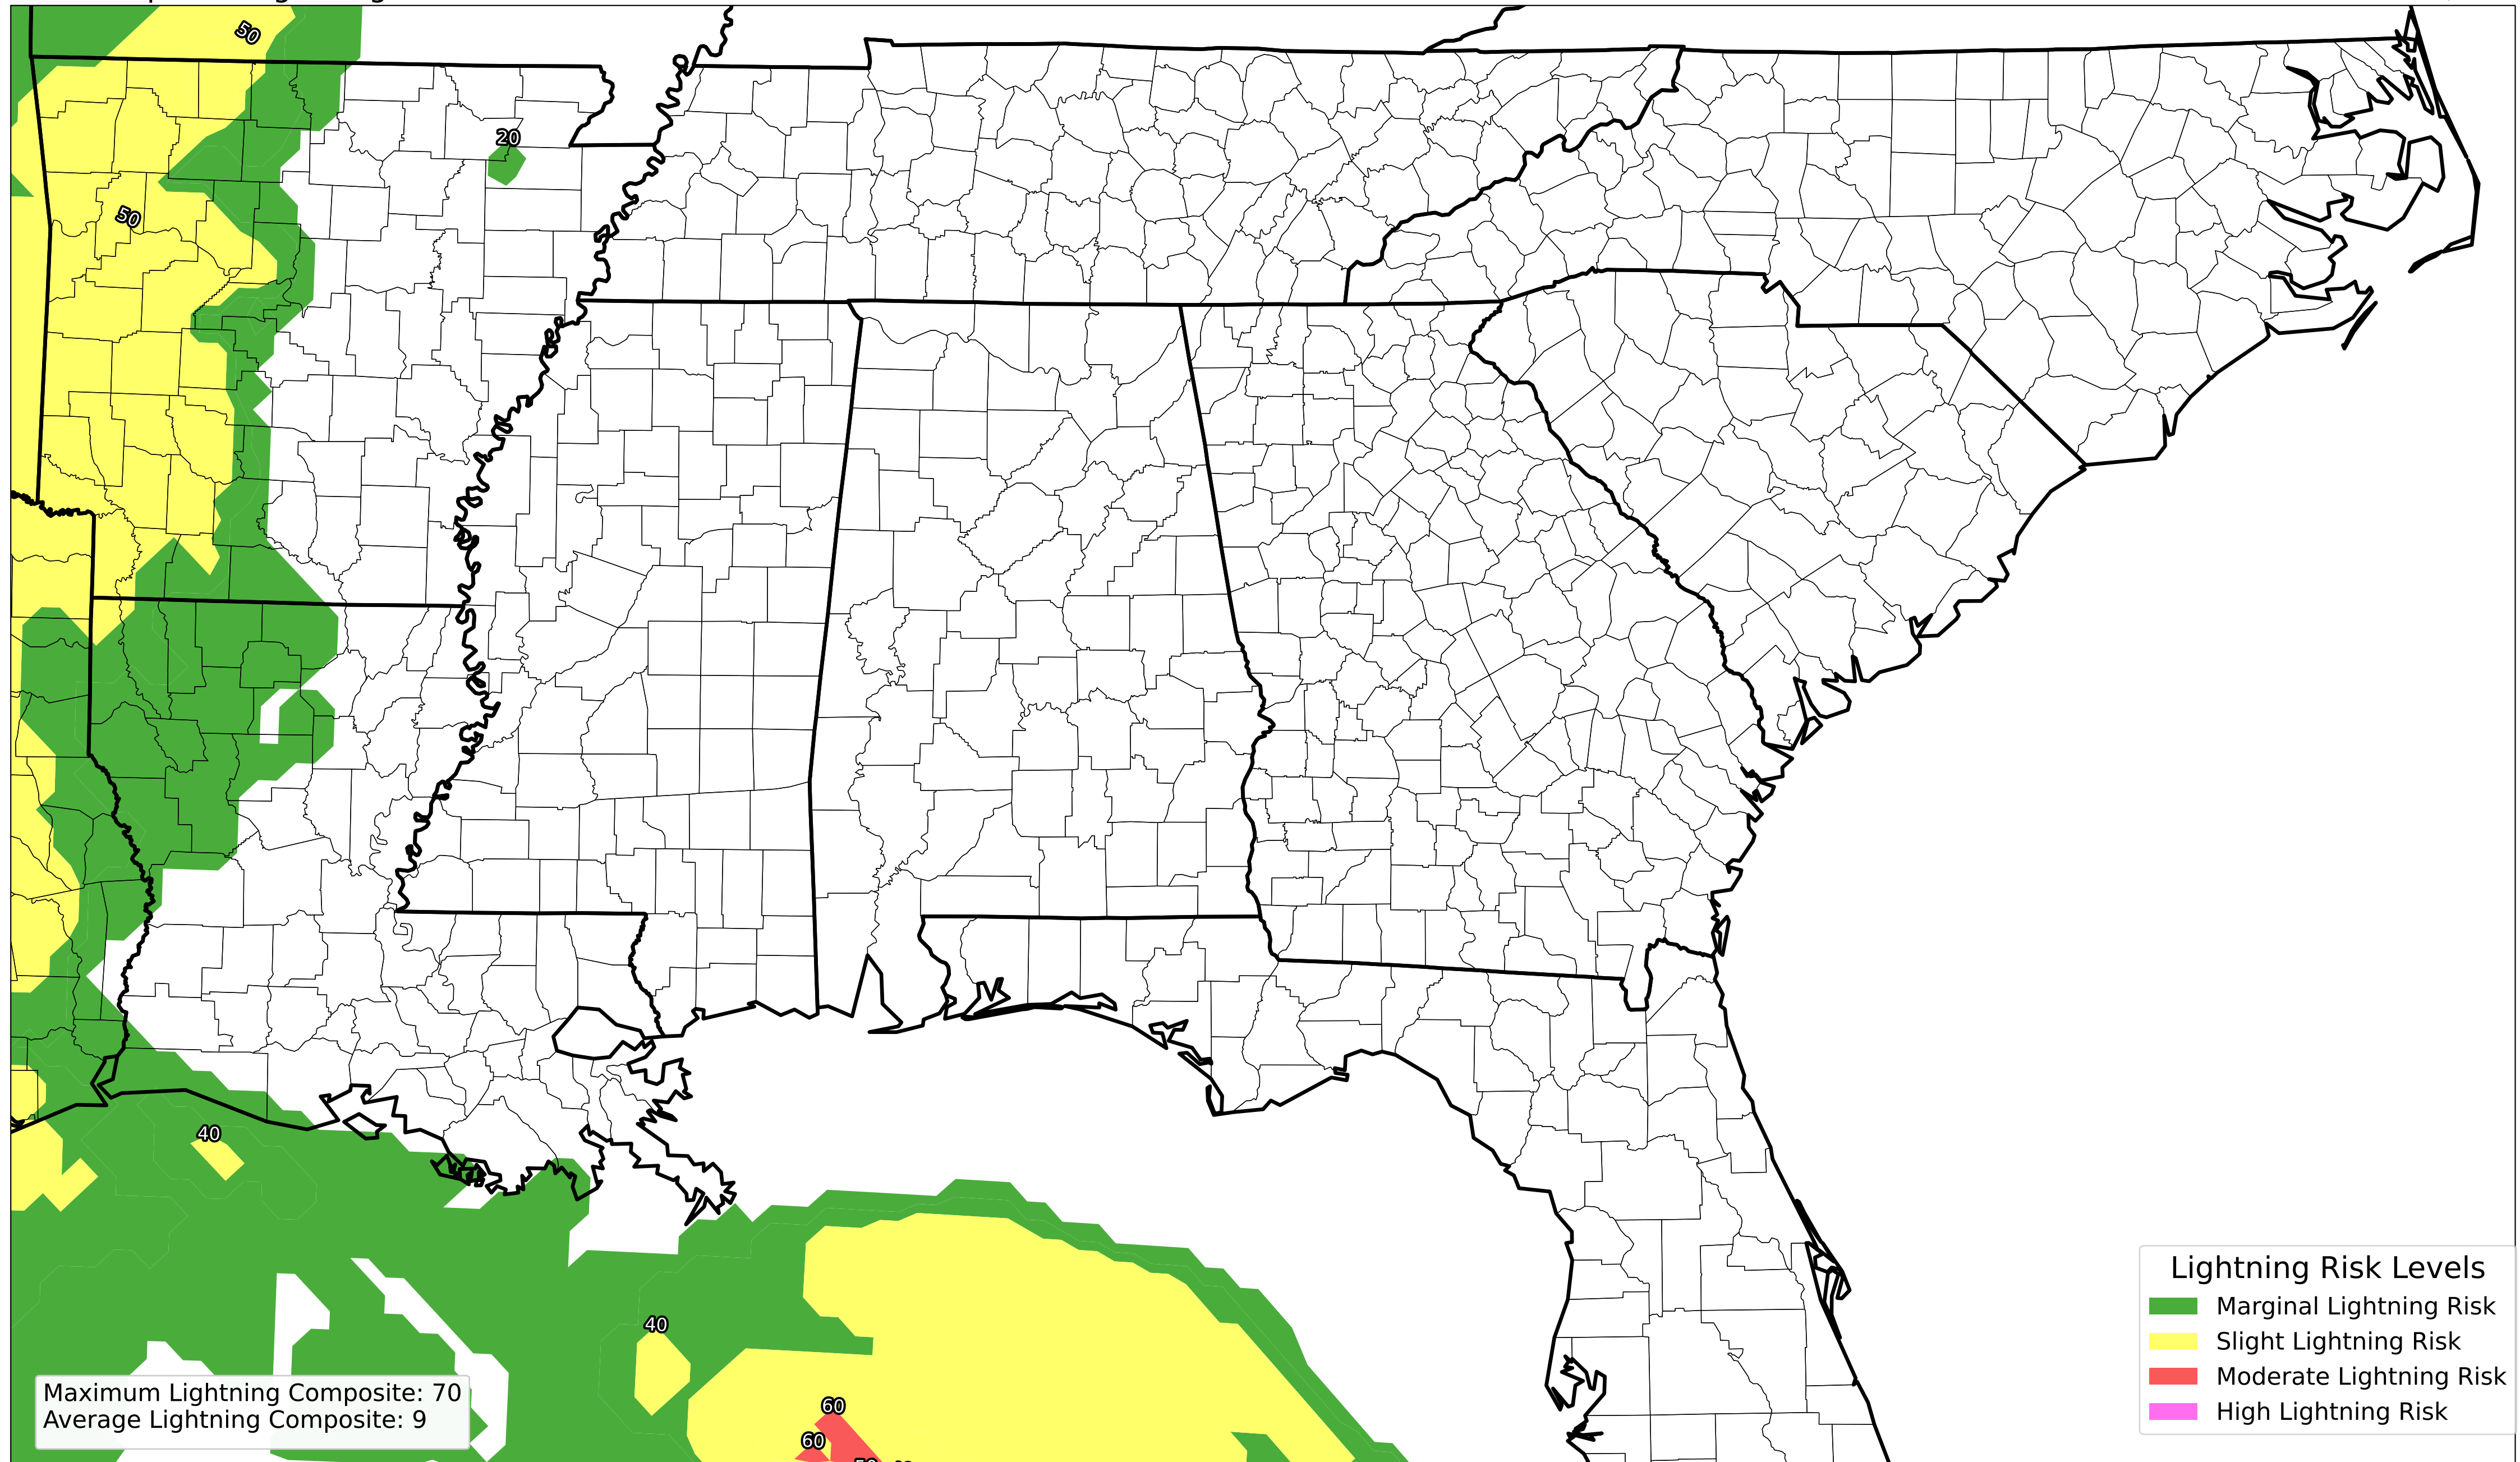 50
20
50
40
40
60
60
Lightning Risk Levels
Marginal Lightning Risk
Slight Lightning Risk
Moderate Lightning Risk
High Lightning Risk
Maximum Lightning Composite: 70
Average Lightning Composite: 9